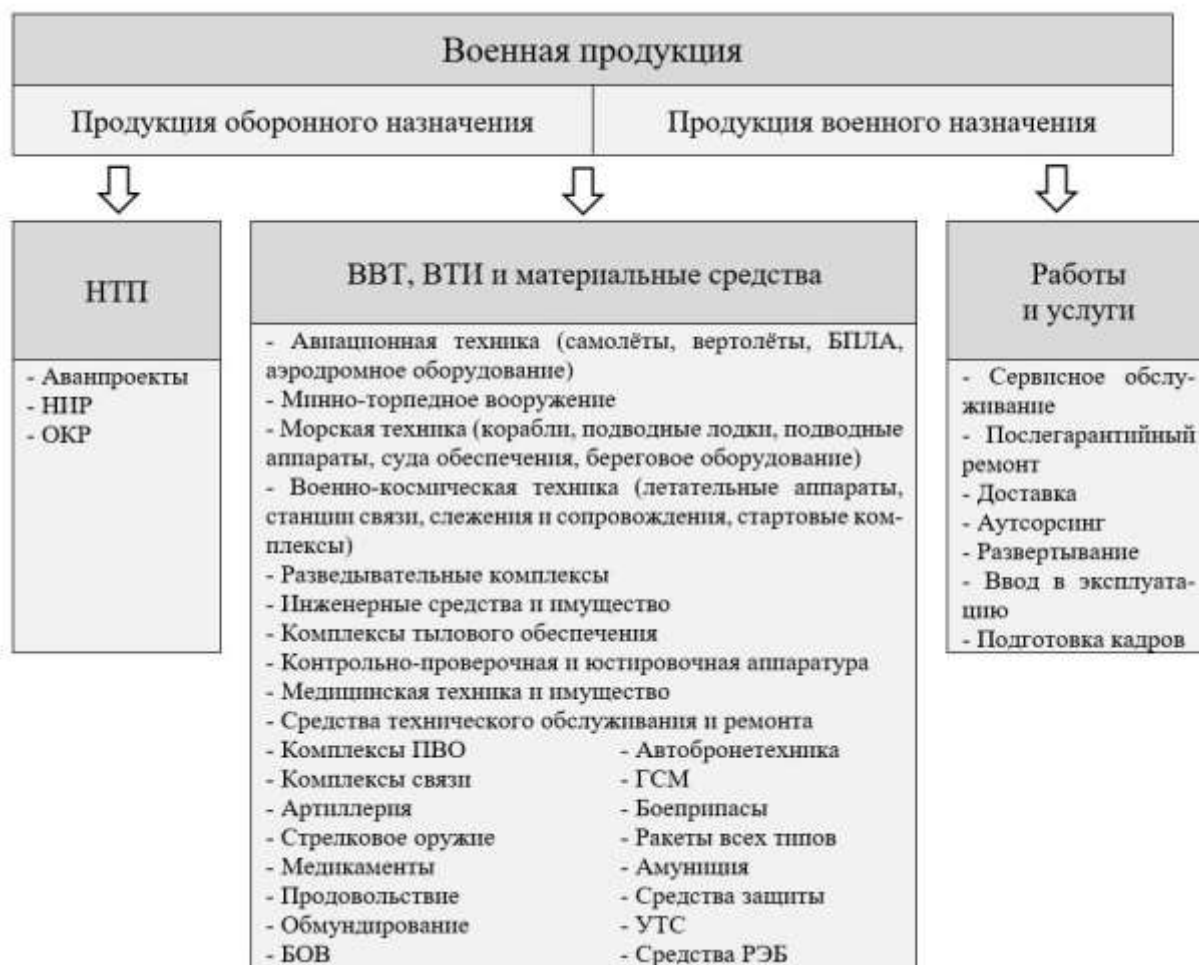 Военная продукция
Продукция оборонного назначения
Продукция военного назначения
НТП
- Аванпроекты
- НИР
- ОКР
ВВТ, ВТИ и материальные средства
- Авиационная техника (самолёты, вертолёты, БПЛА,
аэродромное оборудование)
- Минно-торпедное вооружение
- Морская техника (корабли, подводные лодки, подводные
аппараты, суда обеспечения, береговое оборудование)
- Военно-космическая техника (летательные аппараты,
станции связи, слежения и сопровождения, стартовые ком-
плексы)
- Разведывательные комплексы
- Инженерные средства и имущество
- Комплексы тылового обеспечения
- Контрольно-проверочная и юстировочная аппаратура
- Медицинская техника и имущество
- Средства технического обслуживания и ремонта
- Комплексы ПВО
- Комплексы связи
- Артиллерия
- Стрелковое оружие
- Медикаменты
- Продовольствие
- Обмундирование
- БОВ
- Автобронетехника
- ГСМ
- Боеприпасы
- Ракеты всех типов
- Амуниция
- Средства защиты
- УТС
- Средства РЭБ
Работы
и услуги
- Сервисное обслу-
живание
- Послегарантийный
ремонт
- Доставка
- Аутсорсинг
- Развертывание
- Ввод в эксплуата-
цию
- Подготовка кадров